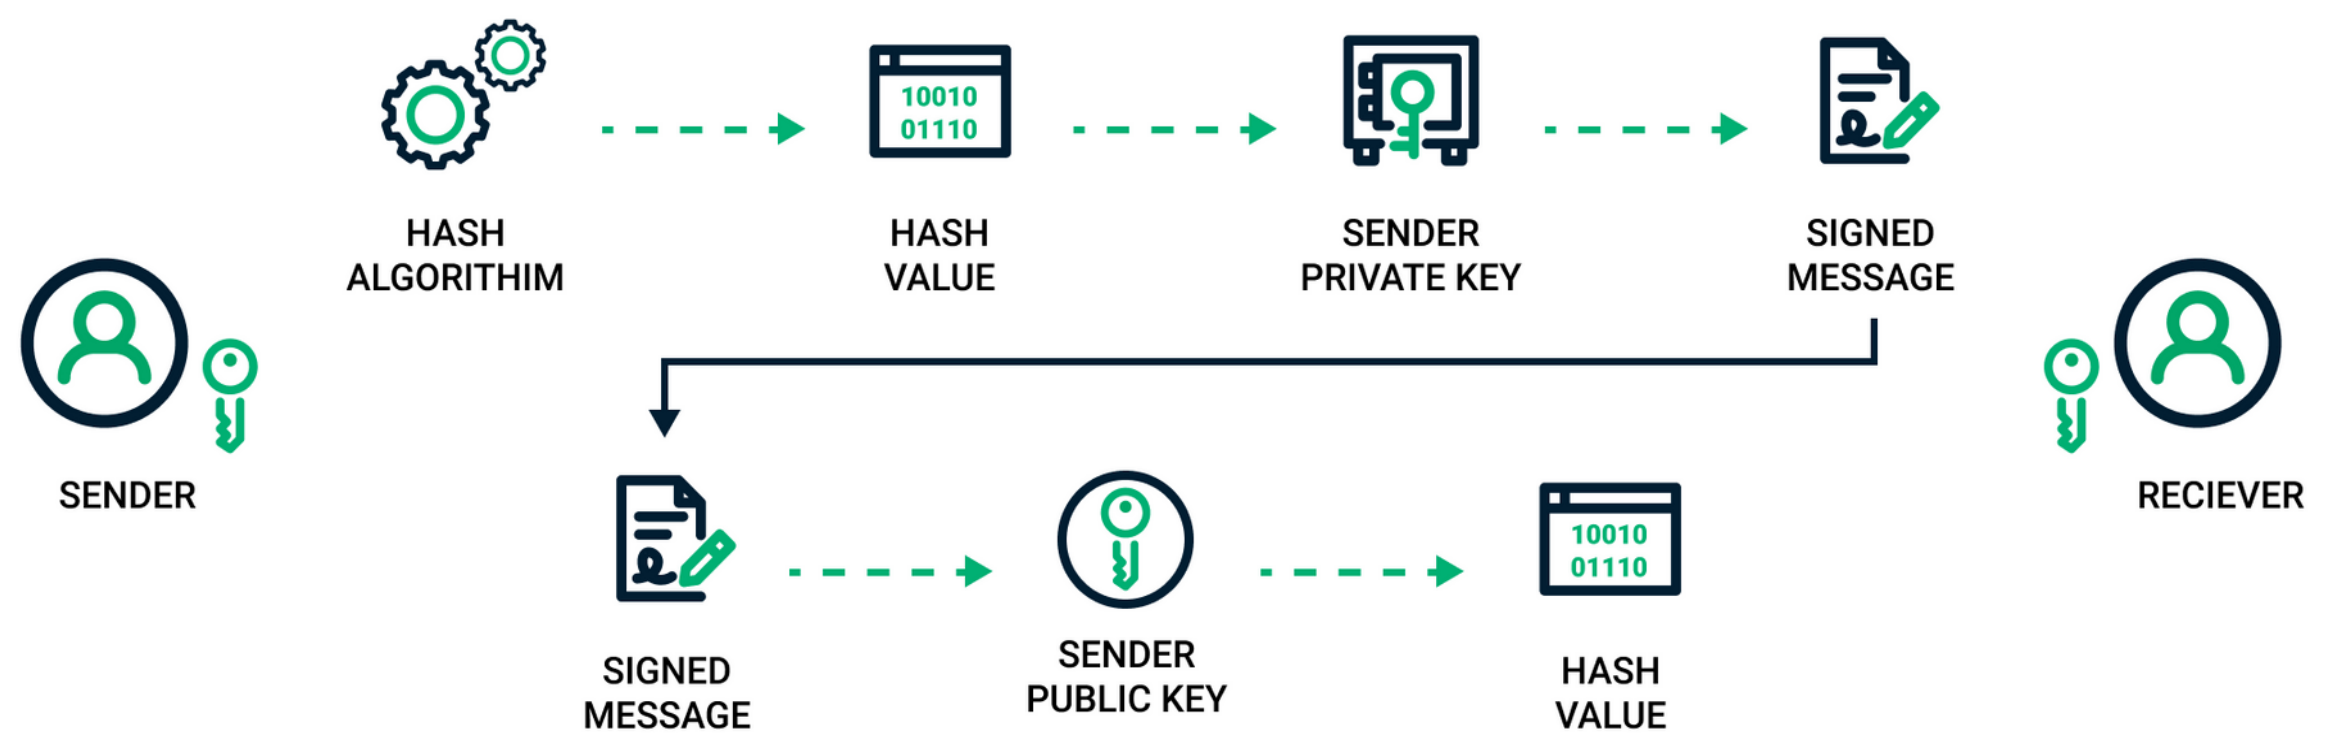 10010
01110
10010
01110
HASH
ALGORITHIM
HASH
VALUE
SENDER
PRIVATE KEY
SIGNED
MESSAGE
SENDER
RECIEVER
SIGNED
MESSAGE
SENDER
PUBLIC KEY
HASH
VALUE